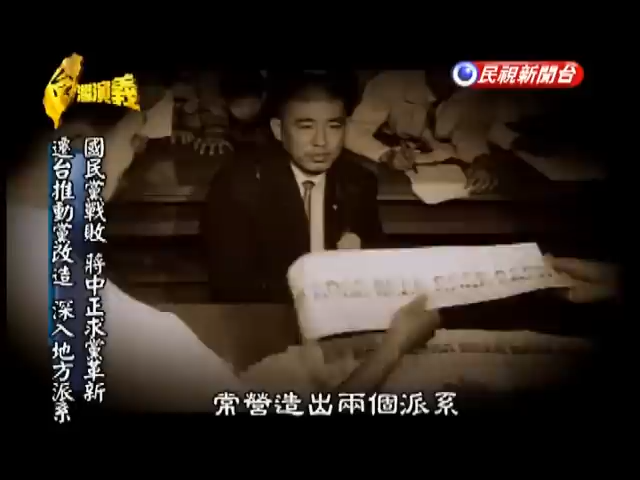 台灣演義
民視新聞台
國民黨戰敗 蔣中正求黨革新
遷台推動黨改造 深入地方派系
常營造出兩個派系